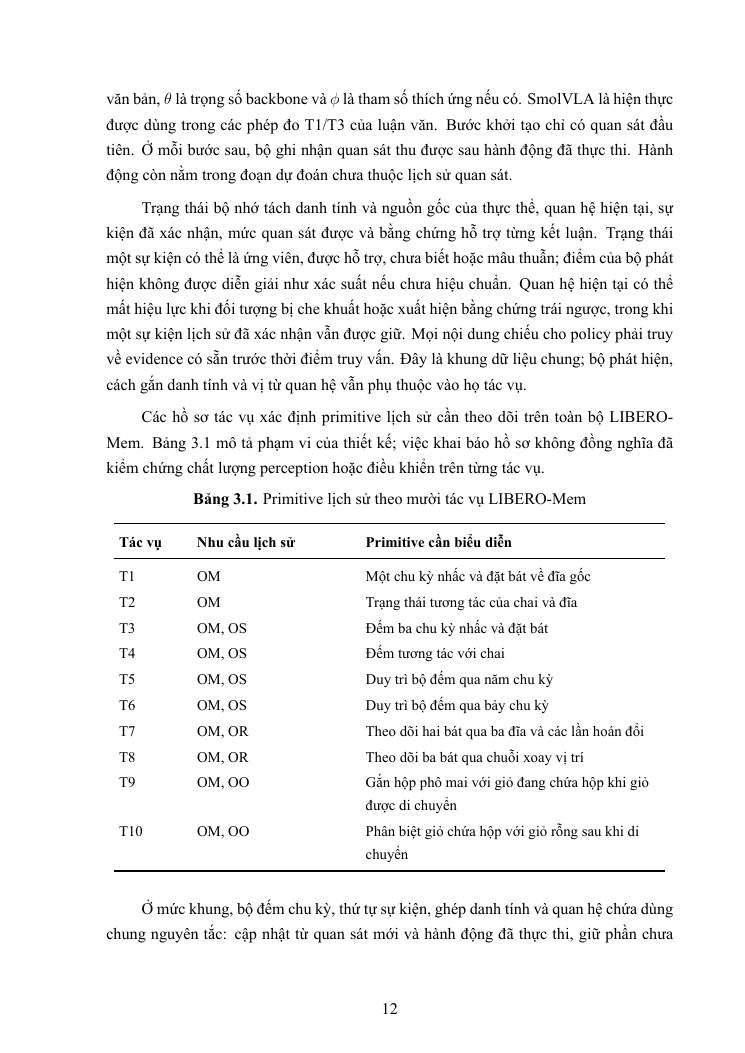 văn bản, θ là trọng số backbone và ϕ là tham số thích ứng nếu có. SmolVLA là hiện thực
được dùng trong các phép đo T1/T3 của luận văn. Bước khởi tạo chỉ có quan sát đầu
tiên. Ở mỗi bước sau, bộ ghi nhận quan sát thu được sau hành động đã thực thi. Hành
động còn nằm trong đoạn dự đoán chưa thuộc lịch sử quan sát.
Trạng thái bộ nhớ tách danh tính và nguồn gốc của thực thể, quan hệ hiện tại, sự
kiện đã xác nhận, mức quan sát được và bằng chứng hỗ trợ từng kết luận. Trạng thái
một sự kiện có thể là ứng viên, được hỗ trợ, chưa biết hoặc mâu thuẫn; điểm của bộ phát
hiện không được diễn giải như xác suất nếu chưa hiệu chuẩn. Quan hệ hiện tại có thể
mất hiệu lực khi đối tượng bị che khuất hoặc xuất hiện bằng chứng trái ngược, trong khi
một sự kiện lịch sử đã xác nhận vẫn được giữ. Mọi nội dung chiếu cho policy phải truy
về evidence có sẵn trước thời điểm truy vấn. Đây là khung dữ liệu chung; bộ phát hiện,
cách gắn danh tính và vị từ quan hệ vẫn phụ thuộc vào họ tác vụ.
Các hồ sơ tác vụ xác định primitive lịch sử cần theo dõi trên toàn bộ LIBERO-
Mem. Bảng 3.1 mô tả phạm vi của thiết kế; việc khai báo hồ sơ không đồng nghĩa đã
kiểm chứng chất lượng perception hoặc điều khiển trên từng tác vụ.
Bảng 3.1. Primitive lịch sử theo mười tác vụ LIBERO-Mem
Tác vụ Nhu cầu lịch sử Primitive cần biểu diễn
T1 OM Một chu kỳ nhấc và đặt bát về đĩa gốc
T2 OM Trạng thái tương tác của chai và đĩa
T3 OM, OS Đếm ba chu kỳ nhấc và đặt bát
T4 OM, OS Đếm tương tác với chai
T5 OM, OS Duy trì bộ đếm qua năm chu kỳ
T6 OM, OS Duy trì bộ đếm qua bảy chu kỳ
T7 OM, OR Theo dõi hai bát qua ba đĩa và các lần hoán đổi
T8 OM, OR Theo dõi ba bát qua chuỗi xoay vị trí
T9 OM, OO Gắn hộp phô mai với giỏ đang chứa hộp khi giỏ
được di chuyển
T10 OM, OO Phân biệt giỏ chứa hộp với giỏ rỗng sau khi di
chuyển
Ở mức khung, bộ đếm chu kỳ, thứ tự sự kiện, ghép danh tính và quan hệ chứa dùng
chung nguyên tắc: cập nhật từ quan sát mới và hành động đã thực thi, giữ phần chưa
12